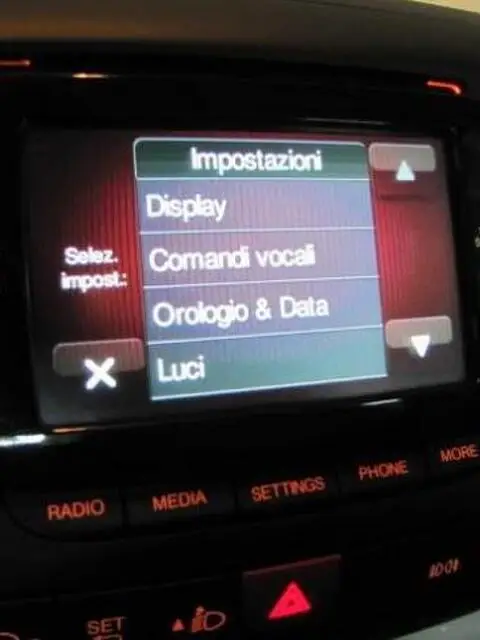 Impostazioni
Display
Selez.
impost.:
Comandi vocali
Orologio & Data
Luci
RADIO
MEDIA
SETTINGS
PHONE
MORE
SET